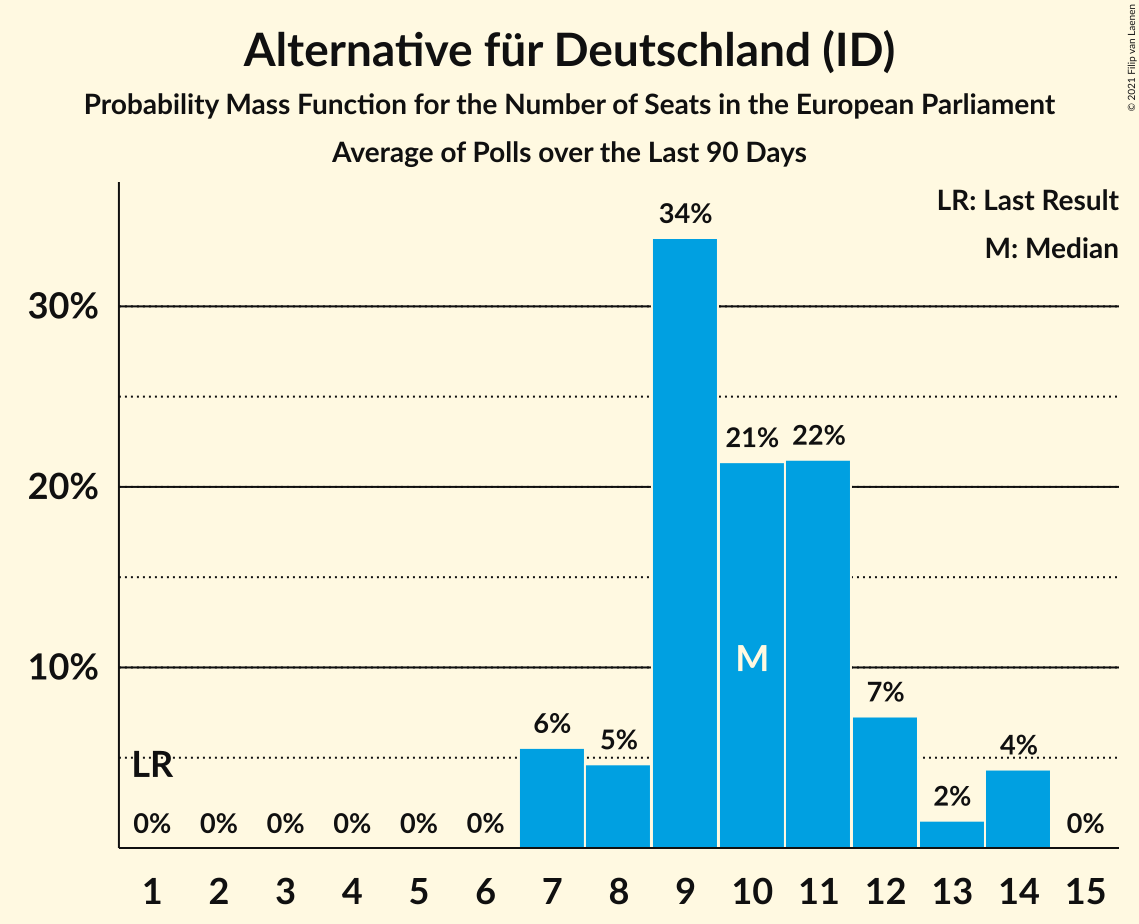 Alternative für Deutschland (ID)
Probability Mass Function for the Number of Seats in the European Parliament
Average of Polls over the Last 90 Days
© 2021 Filip van Laenen
LR: Last Result
M: Median
34%
30%
22%
21%
20%
M
10%
7%
6%
5%
4%
LR
2%
0% 0% 0% 0% 0% 0% 0%
1 2 3 4 5 6 7 8 9 10 11 12 13 14 15